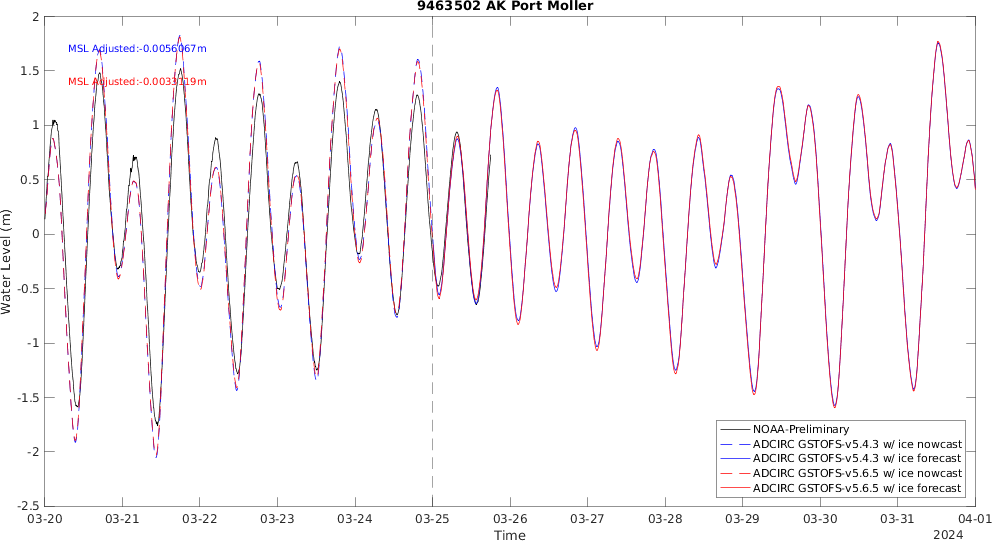 9463502 AK Port Moller
MSL Adjusted:-0.0056067m
MSL Adjusted:-0.0033119m
Water Level (m)
2
1.5
1
0.5
0
-0.5
-1
-1.5
-2
-2.5
03-20
03-21
03-22
03-23
03-24
03-25
03-26
03-27
03-28
03-29
03-30
03-31
04-01
Time
2024
NOAA-Preliminary
ADCIRC GSTOFS-v5.4.3 w/ ice nowcast
ADCIRC GSTOFS-v5.4.3 w/ ice forecast
ADCIRC GSTOFS-v5.6.5 w/ ice nowcast
ADCIRC GSTOFS-v5.6.5 w/ ice forecast